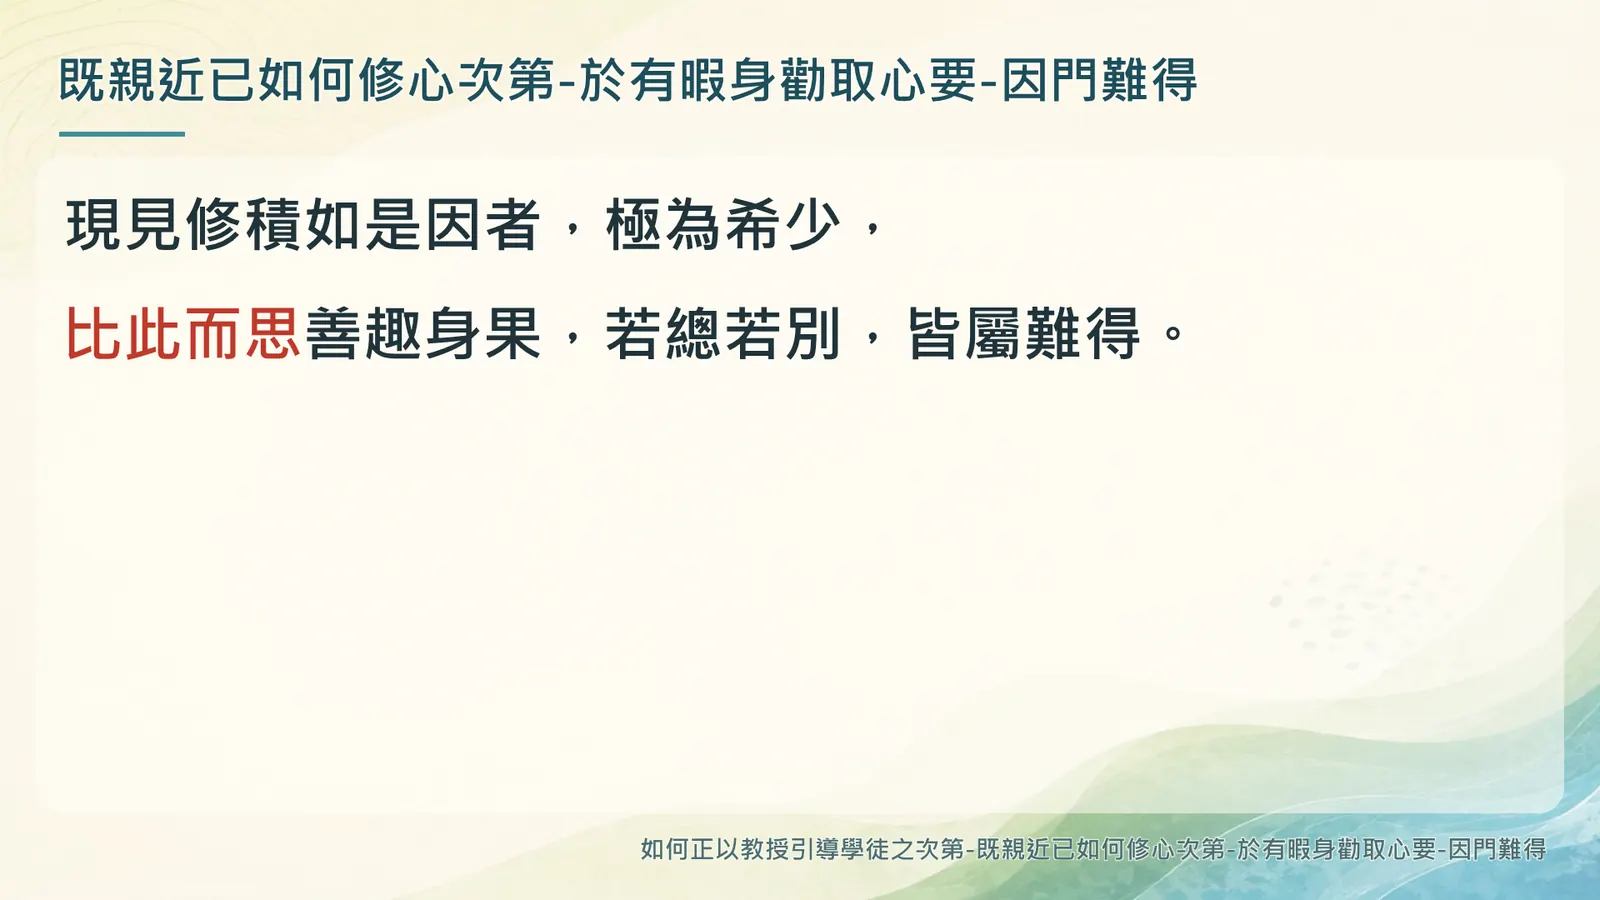 既親近已如何修心次第-於有暇身勸取心要-因門難得
現見修積如是因者，極為希少，
比此而思善趣身果，若總若別，皆屬難得。
如何正以教授引導學徒之次第-既親近已如何修心次第-於有暇身勸取心要-因門難得